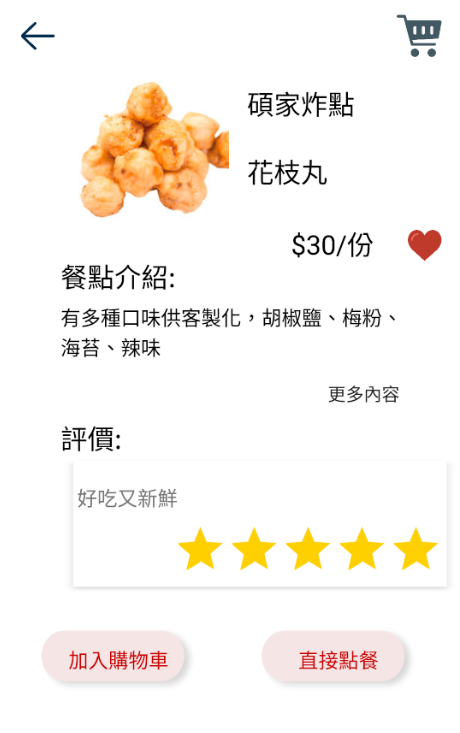 碩家炸點
花枝丸
$30/份
餐點介紹:
有多種口味供客製化，胡椒鹽、梅粉、
海苔、辣味
更多內容
評價:
好吃又新鮮
加入購物車
直接點餐